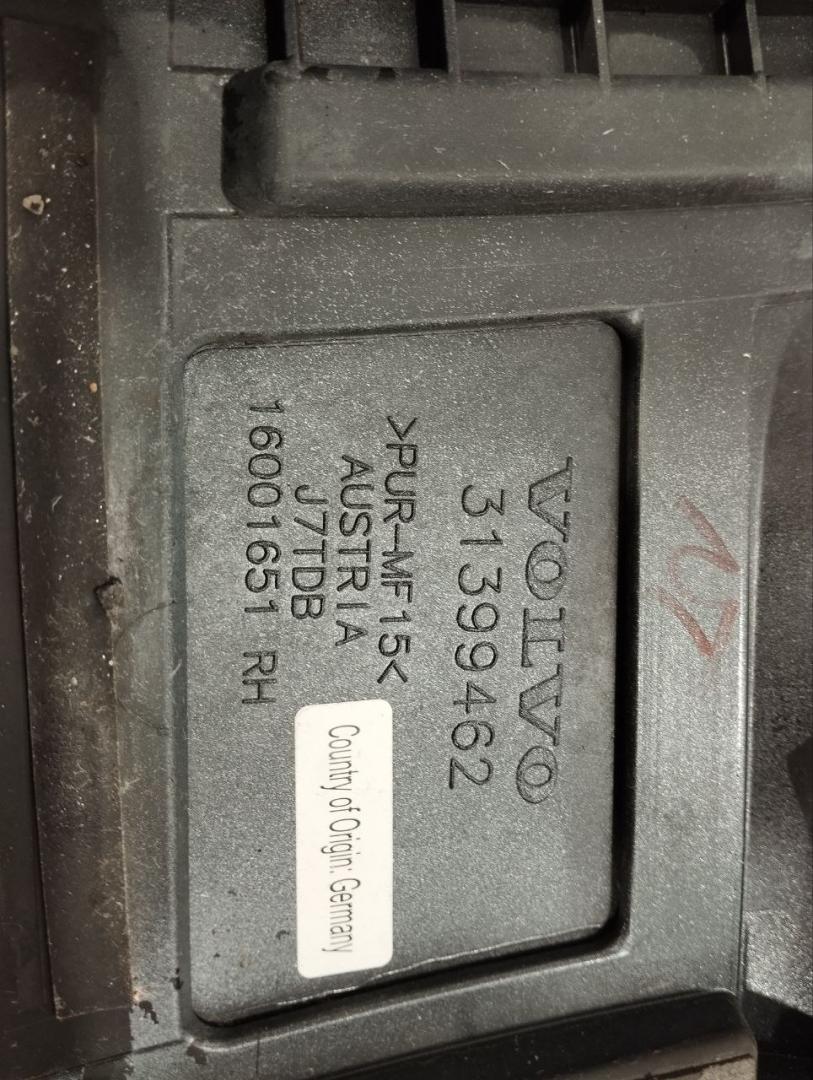 VOLVO
31399462
>PUR-MF15<
AUSTRIA
J7TDB
16001651 RH
Country of Origin: Germany